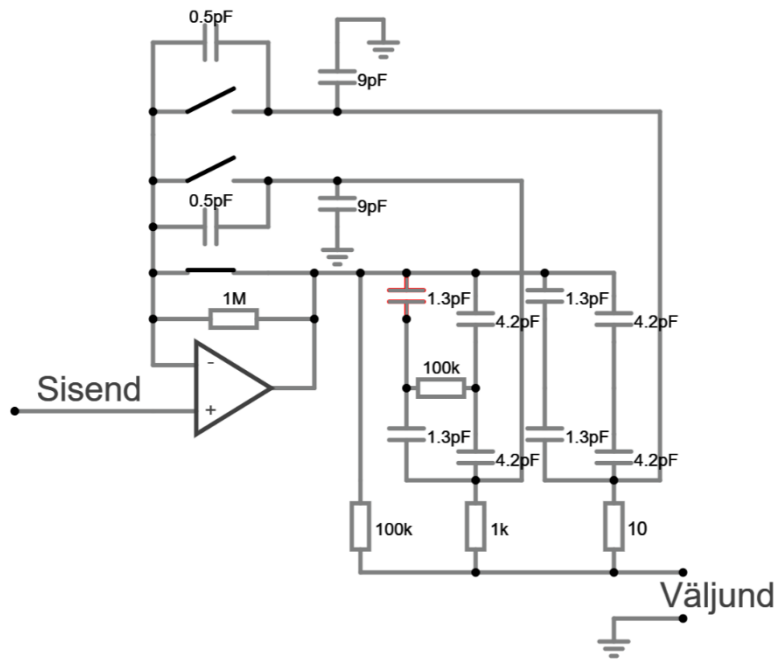 0.5pF
9pF
0.5pF
9pF
1M
1.3pF
4.2pF
1.3pF
4.2pF
100k
Sisend
-
+
1.3pF
4.2pF
1.3pF
4.2pF
100k
1k
10
Väljund